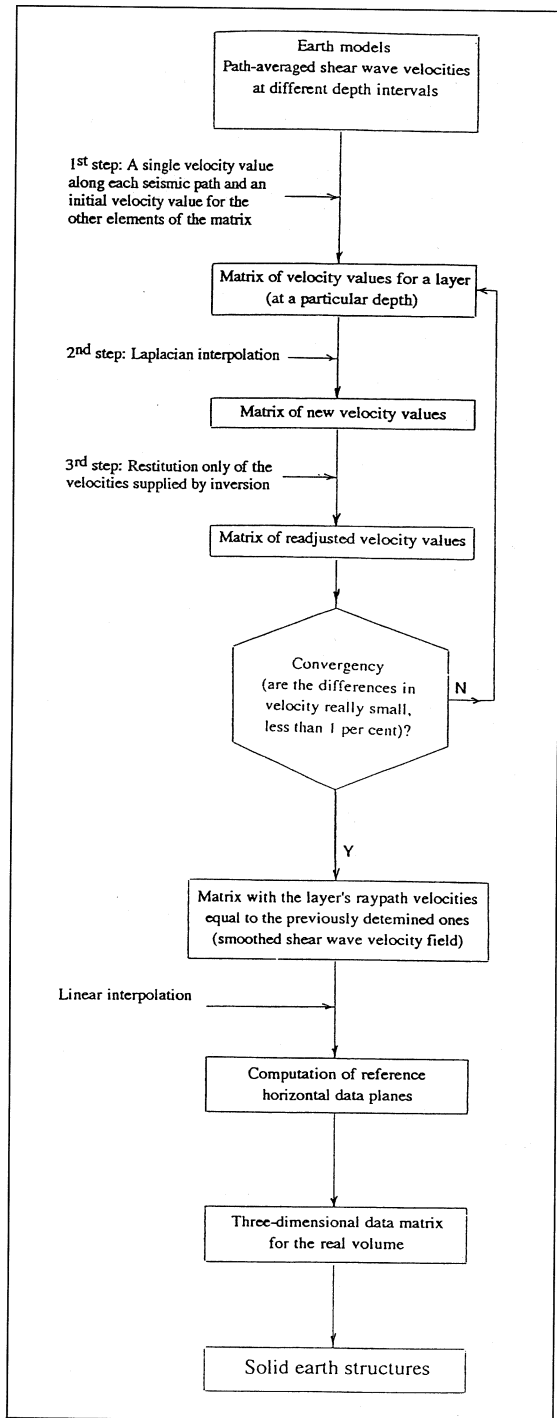 Earth models
Path-averaged shear wave velocities
at different depth intervals
1st step: A single velocity value
along each seismic path and an
initial velocity value for the
other elements of the matrix
Matrix of velocity values for a layer
(at a particular depth)
2nd step: Laplacian interpolation
Matrix of new velocity values
3rd step: Restitution only of the
velocities supplied by inversion
Matrix of readjusted velocity values
Convergency
(are the differences in
velocity really small,
less than 1 per cent)?
N
Y
Matrix with the layer's raypath velocities
equal to the previously detemined ones
(smoothed shear wave velocity field)
Linear interpolation
Computation of reference
horizontal data planes
Three-dimensional data matrix
for the real volume
Solid earth structures